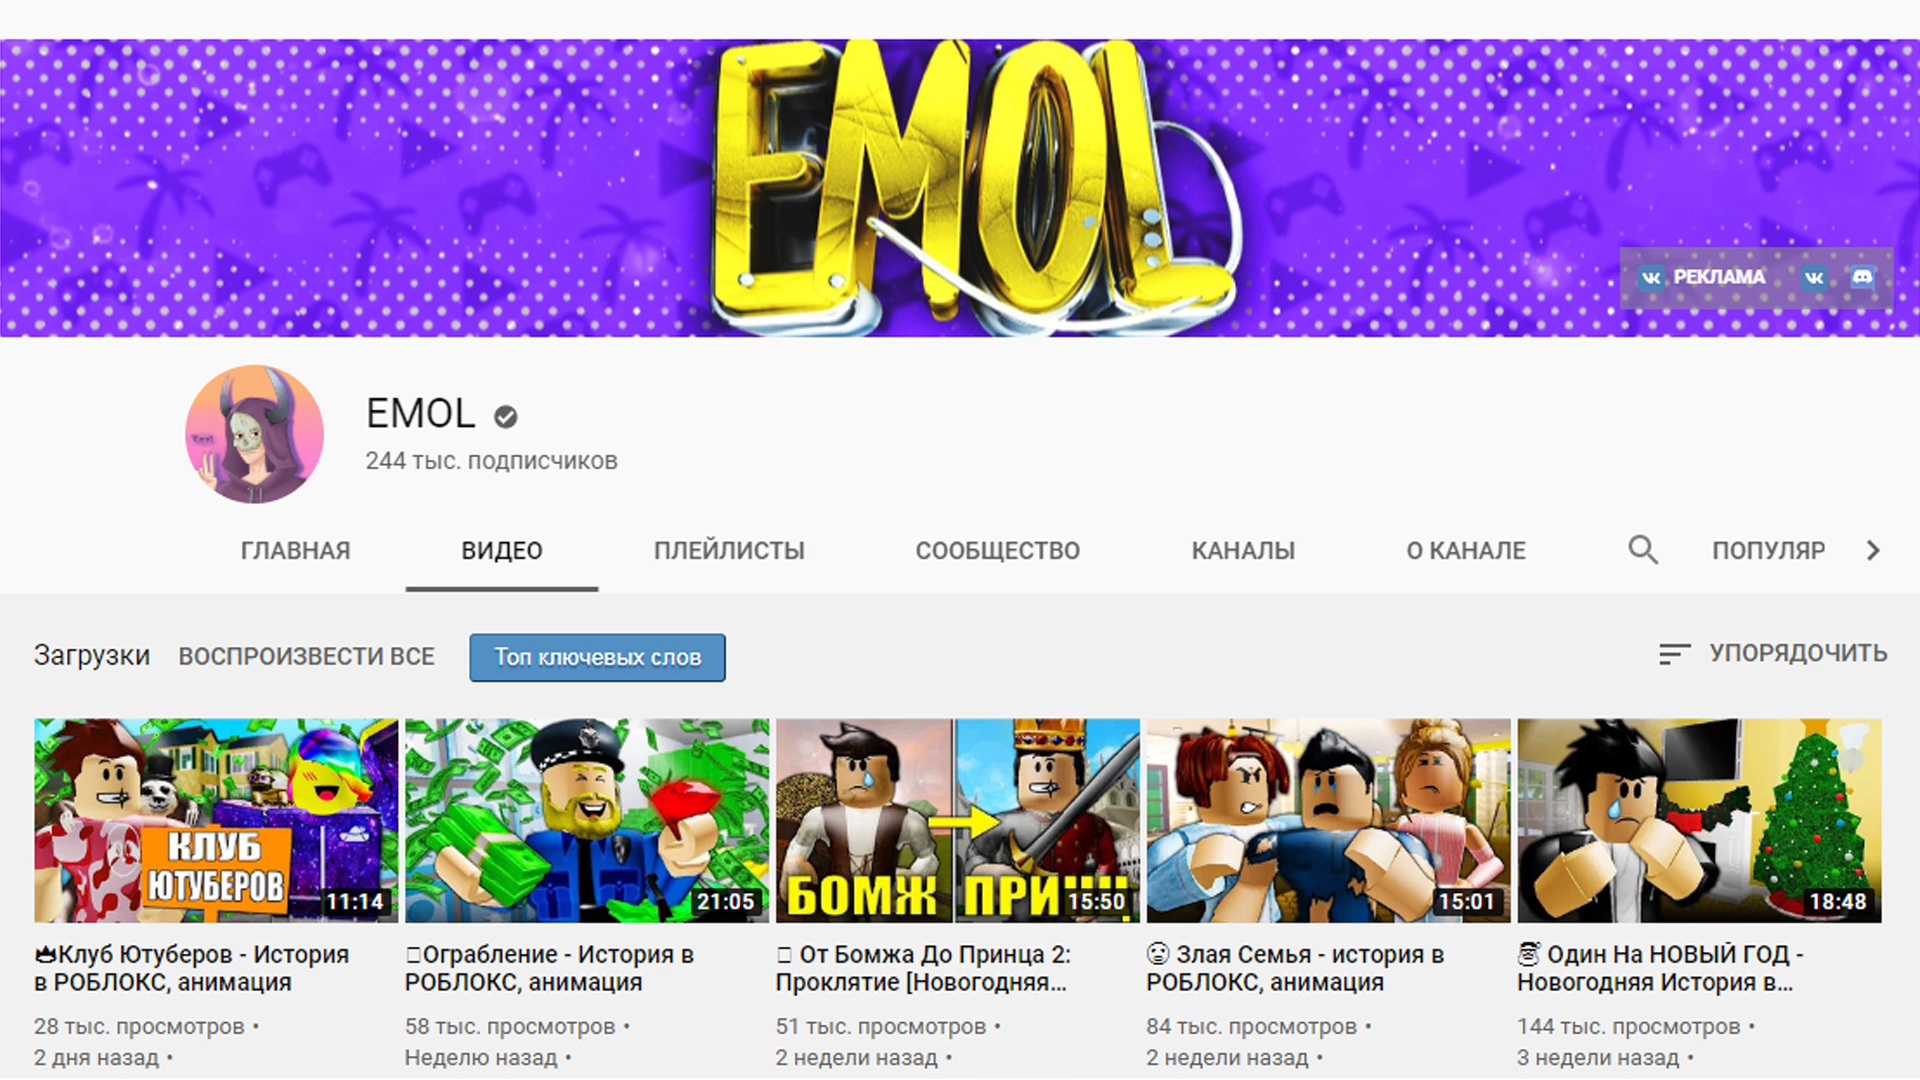 EMOL
РЕКЛАМА
EMOL
244 тыс. подписчиков
ГЛАВНАЯ
ВИДЕО
ПЛЕЙЛИСТЫ
СООБЩЕСТВО
КАНАЛЫ
О КАНАЛЕ
ПОПУЛЯР
Загрузки
ВОСПРОИЗВЕСТИ ВСЕ
Топ ключевых слов
УПОРЯДОЧИТЬ
КЛУБ
ЮТУБЕРОВ
11:14
21:05
БОМЖ
ПРИ
15:50
15:01
18:48
Клуб Ютуберов - История
в РОБЛОКС, анимация
28 тыс. просмотров •
2 дня назад •
Ограбление - История в
РОБЛОКС, анимация
58 тыс. просмотров •
Неделю назад •
От Бомжа До Принца 2:
Проклятие [Новогодняя...
51 тыс. просмотров •
2 недели назад •
Злая Семья - история в
РОБЛОКС, анимация
84 тыс. просмотров •
2 недели назад •
Один На НОВЫЙ ГОД -
Новогодняя История в...
144 тыс. просмотров •
3 недели назад •